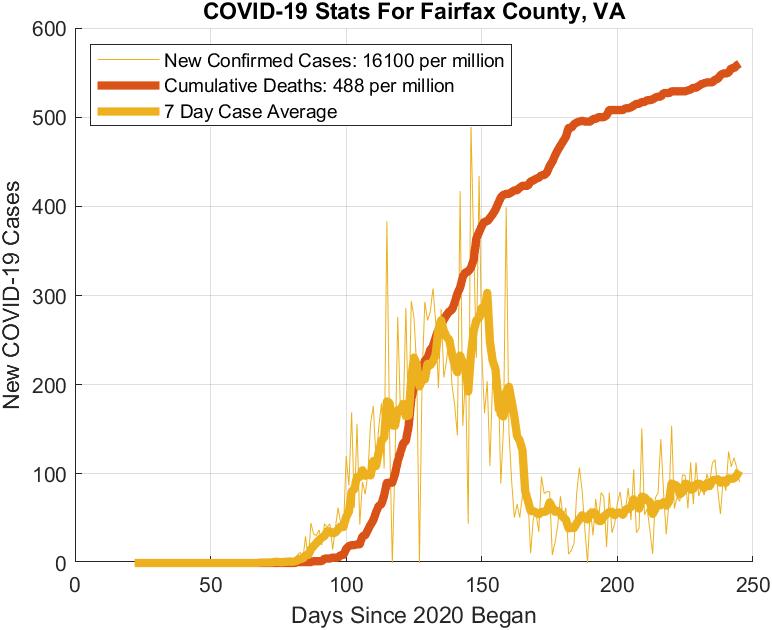 COVID-19 Stats For Fairfax County, VA
600
New Confirmed Cases: 16100 per million
Cumulative Deaths: 488 per million
7 Day Case Average
500
400
300
200
100
0
New COVID-19 Cases
0 50 100 150 200 250
Days Since 2020 Began